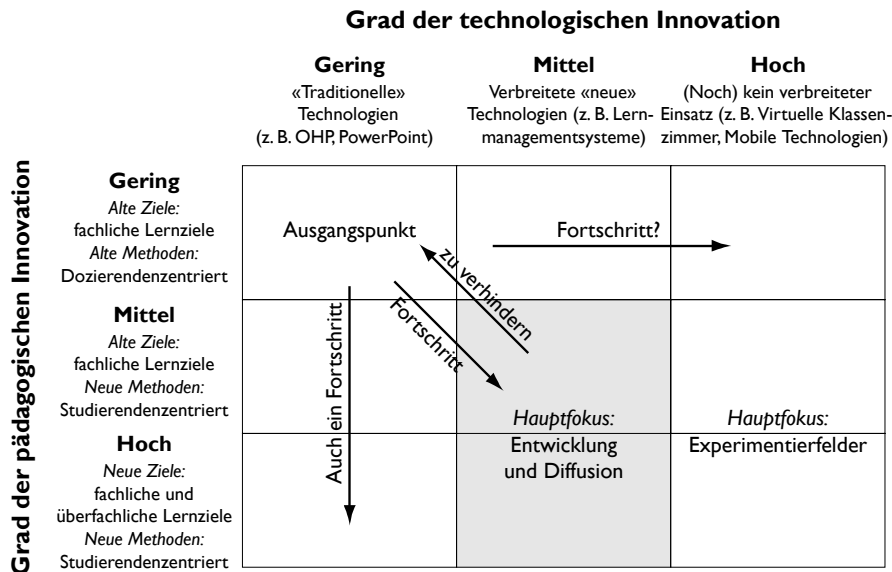 Grad der technologischen Innovation
Gering
«Traditionelle»
Technologien
(z. B. OHP, PowerPoint)
Mittel
Verbreitete «neue»
Technologien (z. B. Lern-
managementsysteme)
Hoch
(Noch) kein verbreiteter
Einsatz (z. B. Virtuelle Klassen-
zimmer, Mobile Technologien)
Grad der pädagogischen Innovation
Gering
Alte Ziele:
fachliche Lernziele
Alte Methoden:
Dozierendenzentriert
Ausgangspunkt
Fortschritt?
zu verhindern
Fortschritt
Auch ein Fortschritt
Mittel
Alte Ziele:
fachliche Lernziele
Neue Methoden:
Studierendenzentriert
Hauptfokus:
Entwicklung
und Diffusion
Hauptfokus:
Experimentierfelder
Hoch
Neue Ziele:
fachliche und
überfachliche Lernziele
Neue Methoden:
Studierendenzentriert